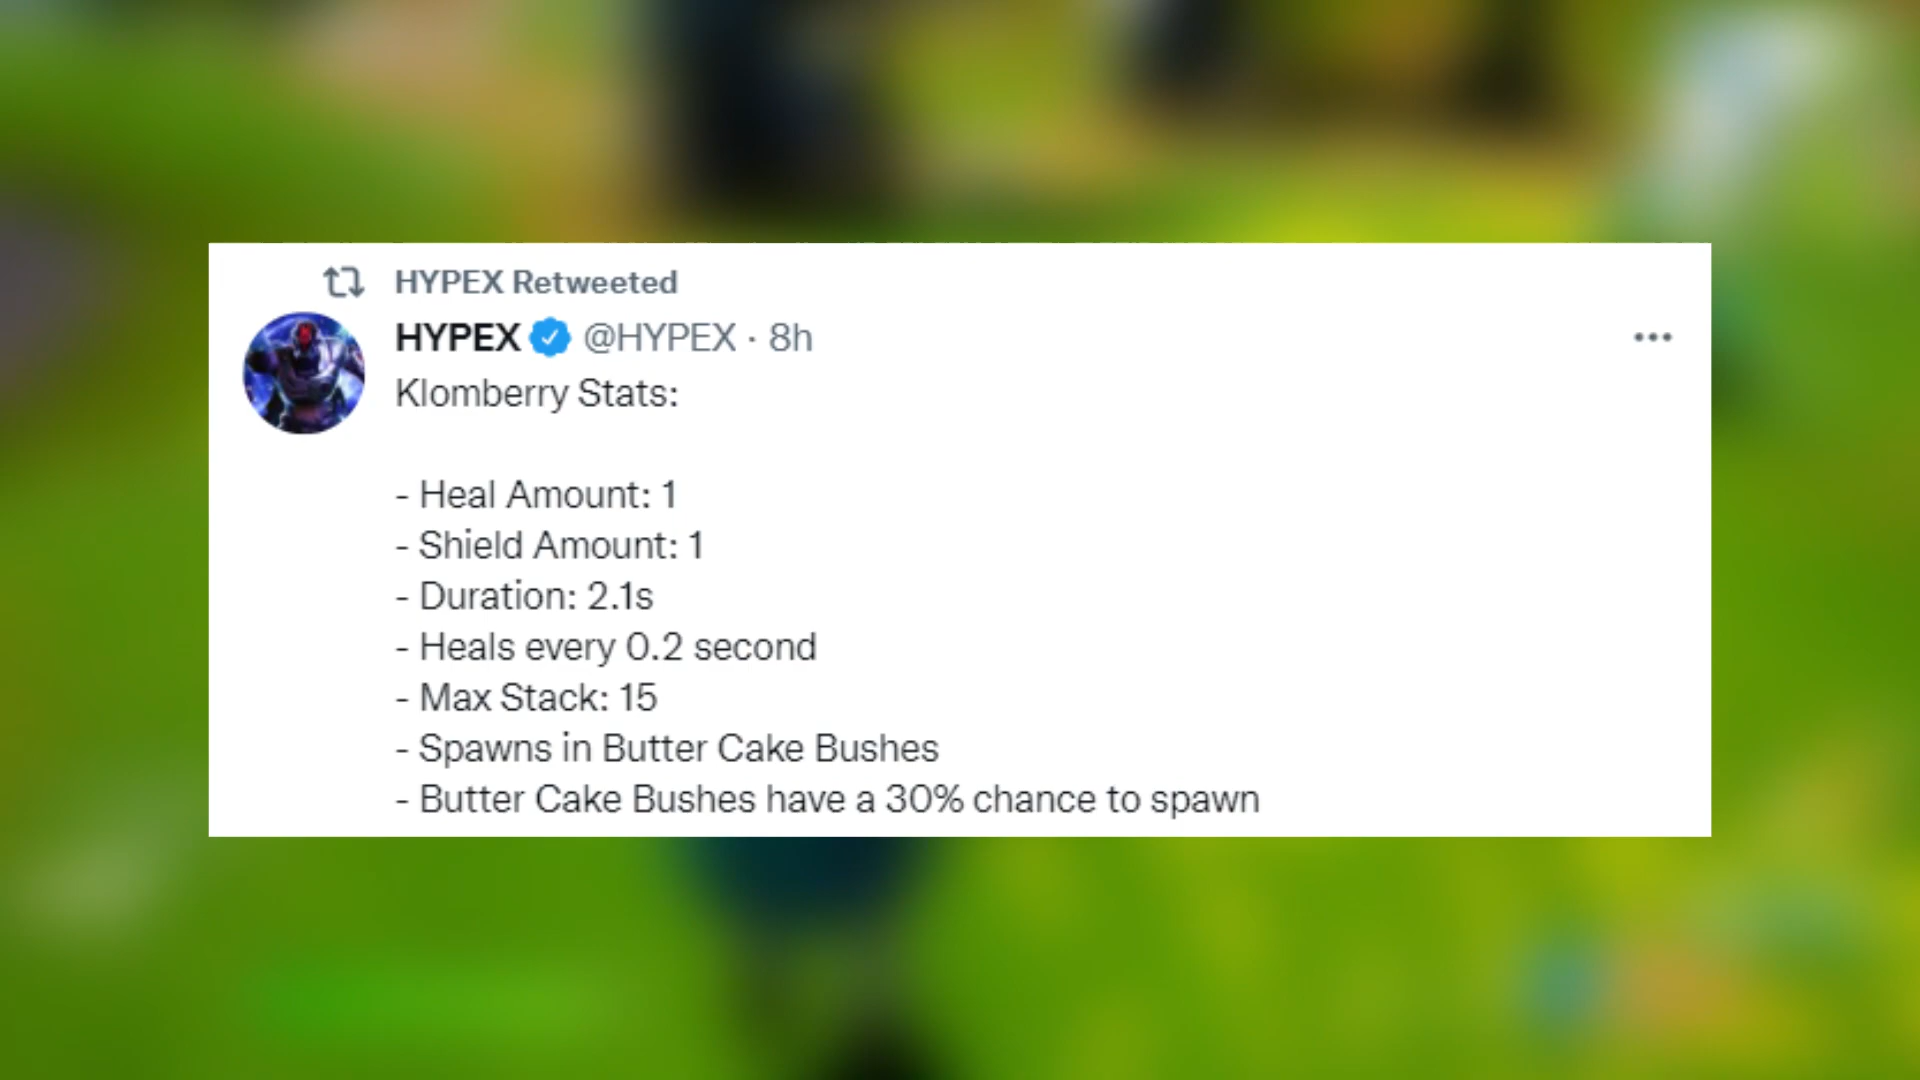 HYPEX Retweeted
HYPEX @HYPEX · 8h
Klomberry Stats:
- Heal Amount: 1
- Shield Amount: 1
- Duration: 2.1s
- Heals every 0.2 second
- Max Stack: 15
- Spawns in Butter Cake Bushes
- Butter Cake Bushes have a 30% chance to spawn